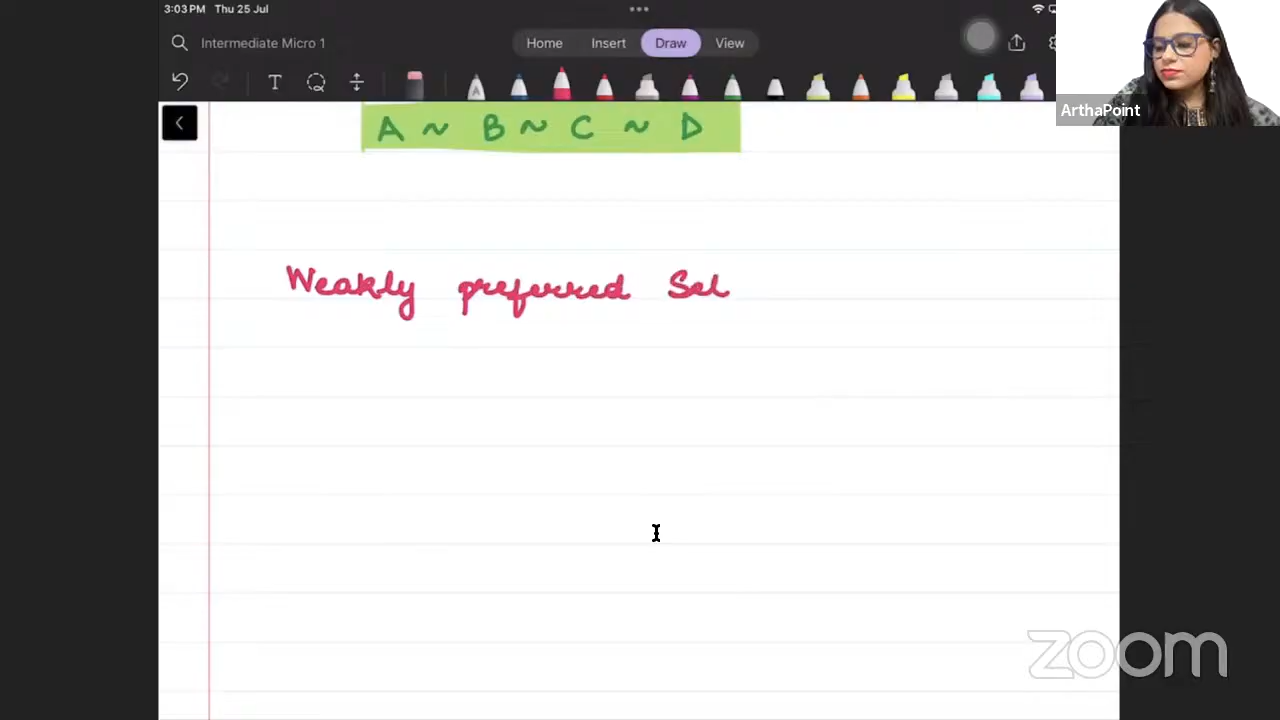 3:03 PM Thu 25 Jul
Intermediate Micro 1
Home Insert Draw View
T
A
ArthaPoint
A ~ B ~ C ~ D
Weakly preferred Set
zoom